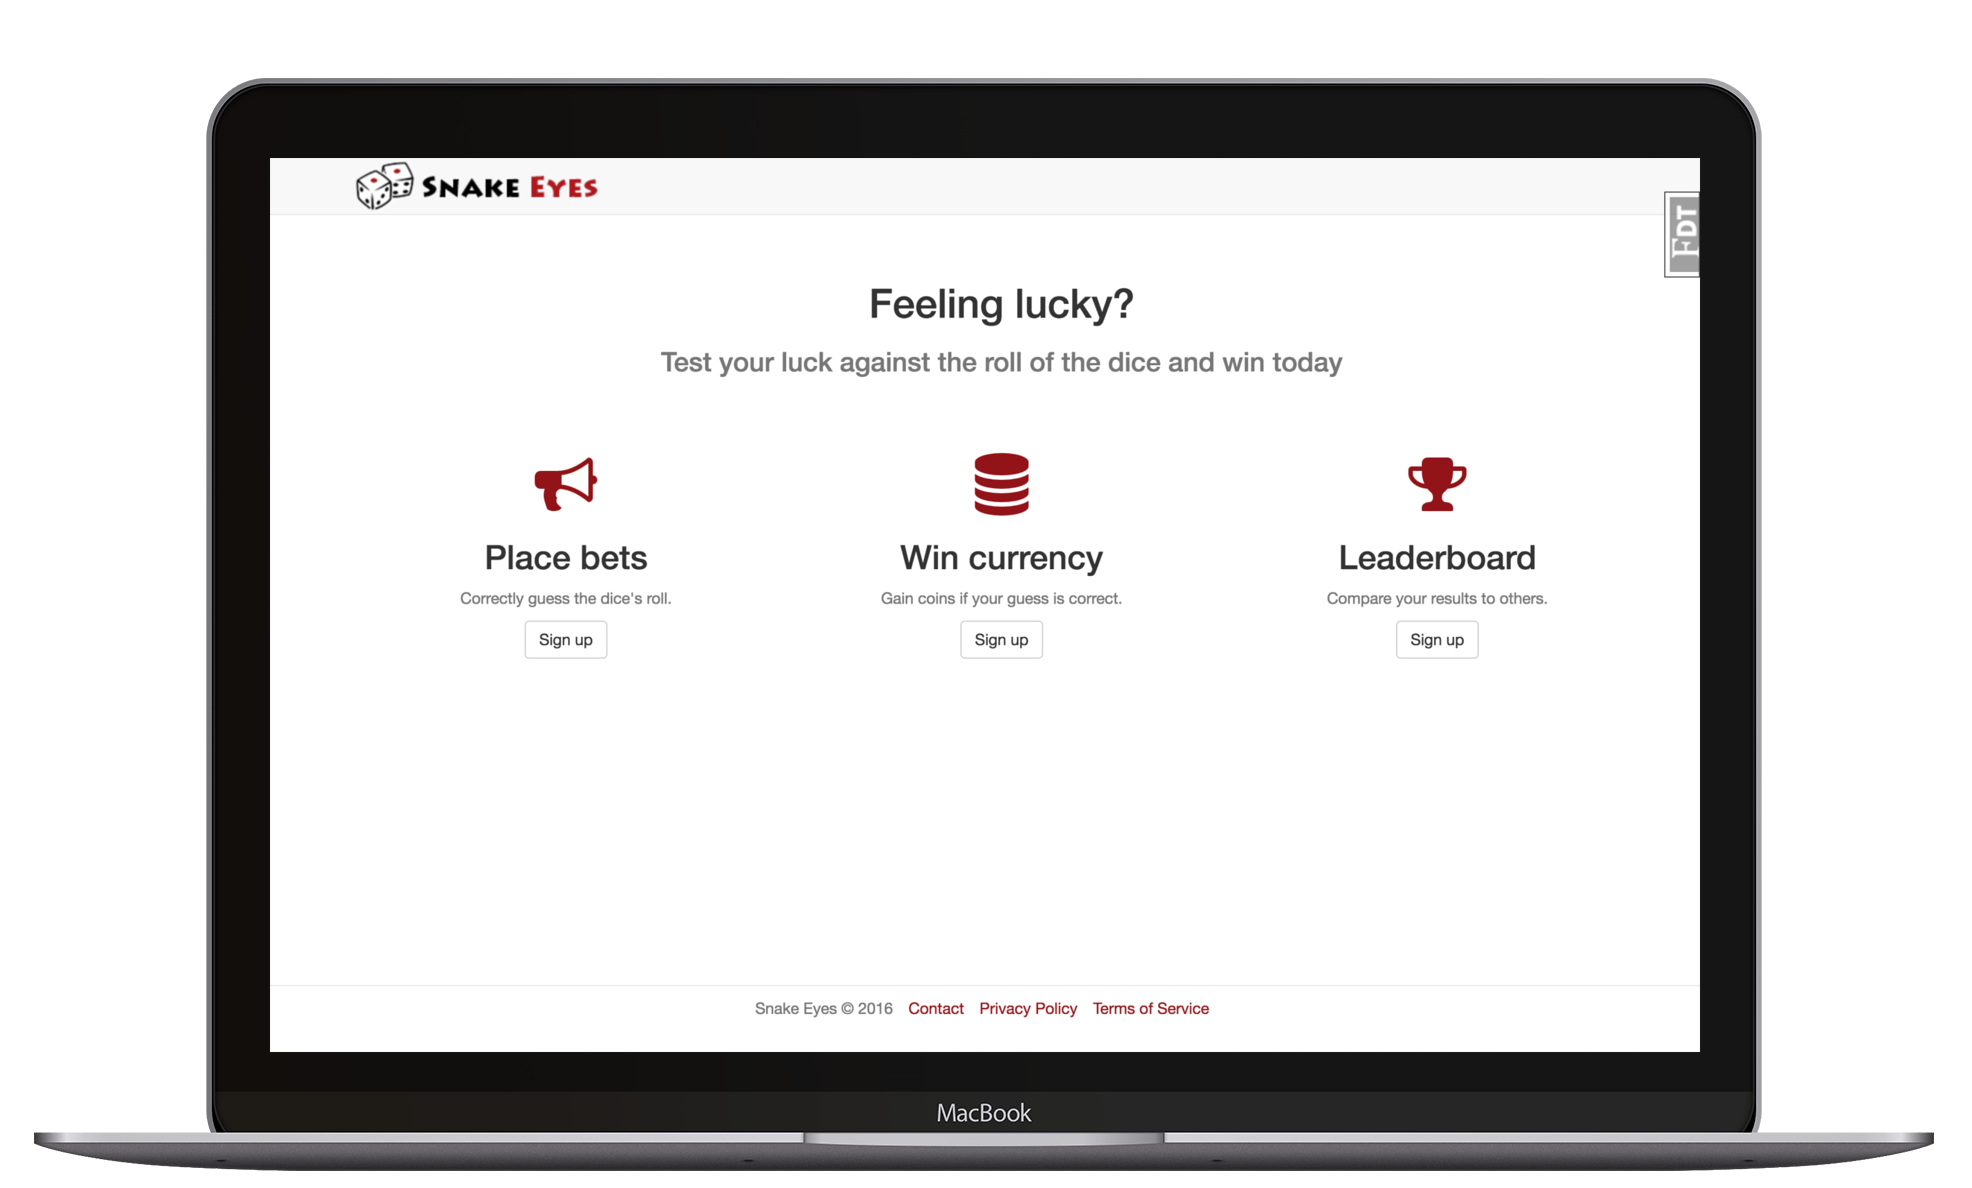 SNAKE EYES
FDT
Feeling lucky?
Test your luck against the roll of the dice and win today
Place bets
Win currency
Leaderboard
Correctly guess the dice's roll.
Gain coins if your guess is correct.
Compare your results to others.
Sign up
Sign up
Sign up
Snake Eyes © 2016 Contact Privacy Policy Terms of Service
MacBook